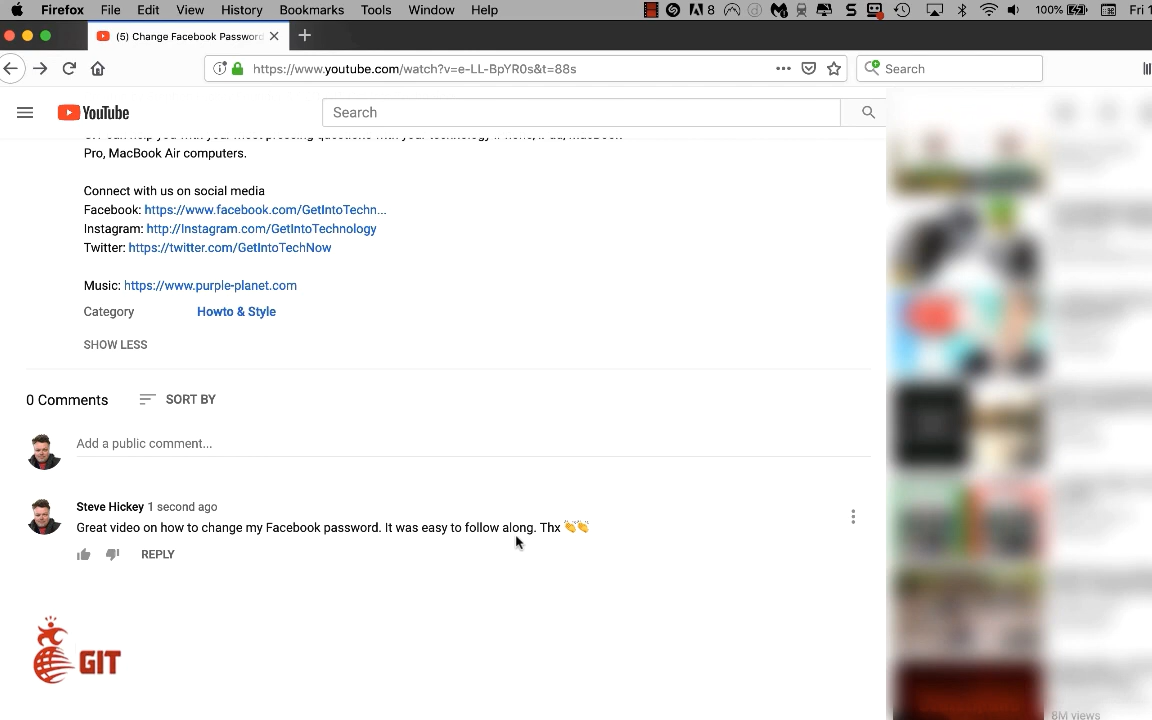 Firefox File Edit View History Bookmarks Tools Window Help 8 100% Fri 1
(5) Change Facebook Password
https://www.youtube.com/watch?v=e-LL-BpYR0s&t=88s Search
YouTube Search
Pro, MacBook Air computers.
Connect with us on social media
Facebook: https://www.facebook.com/GetIntoTechn...
Instagram: http://Instagram.com/GetIntoTechnology
Twitter: https://twitter.com/GetIntoTechNow
Music: https://www.purple-planet.com
Category Howto & Style
SHOW LESS
0 Comments SORT BY
Add a public comment...
Steve Hickey 1 second ago
Great video on how to change my Facebook password. It was easy to follow along. Thx 👏👏
REPLY
GIT
8M views